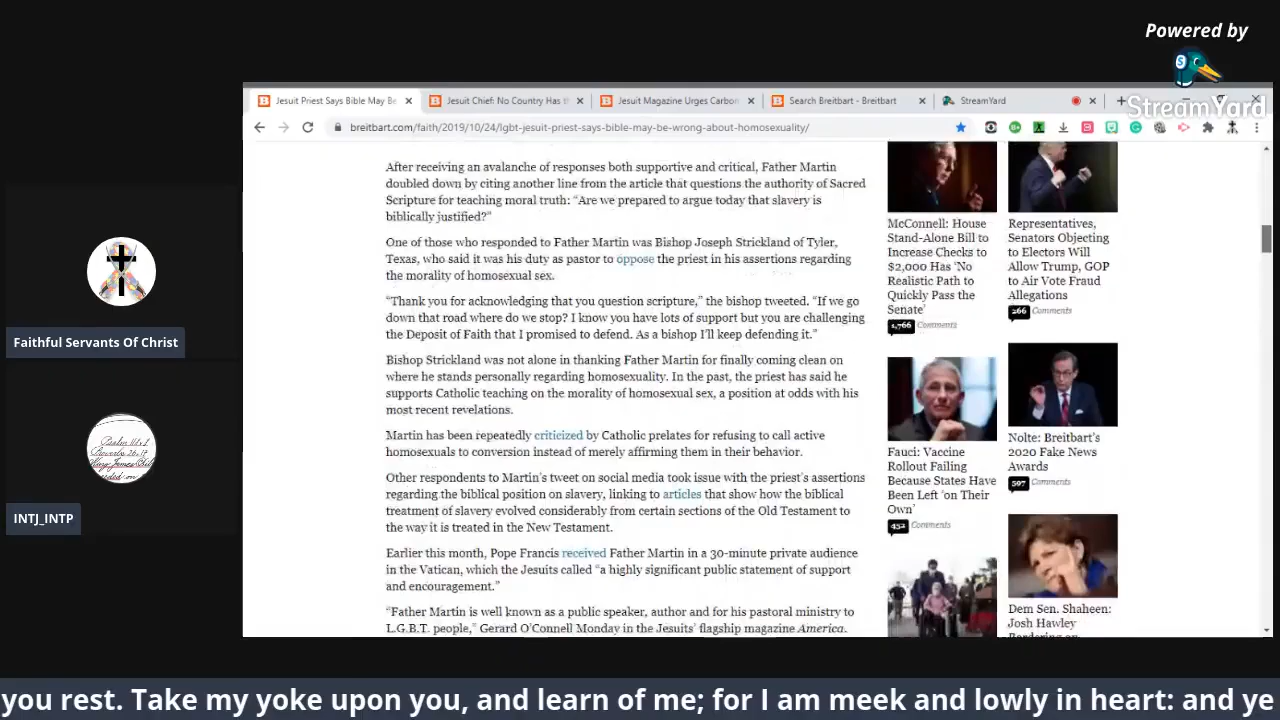 Powered by
StreamYard
Jesuit Priest Says Bible May Be
Jesuit Chief: No Country Has th
Jesuit Magazine Urges Carbon
Search Breitbart - Breitbart
StreamYard
breitbart.com/faith/2019/10/24/lgbt-jesuit-priest-says-bible-may-be-wrong-about-homosexuality/
After receiving an avalanche of responses both supportive and critical, Father Martin
doubled down by citing another line from the article that questions the authority of Sacred
Scripture for teaching moral truth: “Are we prepared to argue today that slavery is
biblically justified?”
One of those who responded to Father Martin was Bishop Joseph Strickland of Tyler,
Texas, who said it was his duty as pastor to oppose the priest in his assertions regarding
the morality of homosexual sex.
“Thank you for acknowledging that you question scripture,” the bishop tweeted. “If we go
down that road where do we stop? I know you have lots of support but you are challenging
the Deposit of Faith that I promised to defend. As a bishop I’ll keep defending it.”
Bishop Strickland was not alone in thanking Father Martin for finally coming clean on
where he stands personally regarding homosexuality. In the past, the priest has said he
supports Catholic teaching on the morality of homosexual sex, a position at odds with his
most recent revelations.
Martin has been repeatedly criticized by Catholic prelates for refusing to call active
homosexuals to conversion instead of merely affirming them in their behavior.
Other respondents to Martin’s tweet on social media took issue with the priest’s assertions
regarding the biblical position on slavery, linking to articles that show how the biblical
treatment of slavery evolved considerably from certain sections of the Old Testament to
the way it is treated in the New Testament.
Earlier this month, Pope Francis received Father Martin in a 30-minute private audience
in the Vatican, which the Jesuits called “a highly significant public statement of support
and encouragement.”
“Father Martin is well known as a public speaker, author and for his pastoral ministry to
L.G.B.T. people,” Gerard O’Connell Monday in the Jesuits’ flagship magazine America.
McConnell: House
Stand-Alone Bill to
Increase Checks to
$2,000 Has ‘No
Realistic Path to
Quickly Pass the
Senate’
1,766 Comments
Fauci: Vaccine
Rollout Failing
Because States Have
Been Left ‘on Their
Own’
452 Comments
Representatives,
Senators Objecting
to Electors Will
Allow Trump, GOP
to Air Vote Fraud
Allegations
266 Comments
Nolte: Breitbart’s
2020 Fake News
Awards
597 Comments
Dem Sen. Shaheen:
Josh Hawley
Bordering on
Faithful Servants Of Christ
INTJ_INTP
you rest. Take my yoke upon you, and learn of me; for I am meek and lowly in heart: and ye